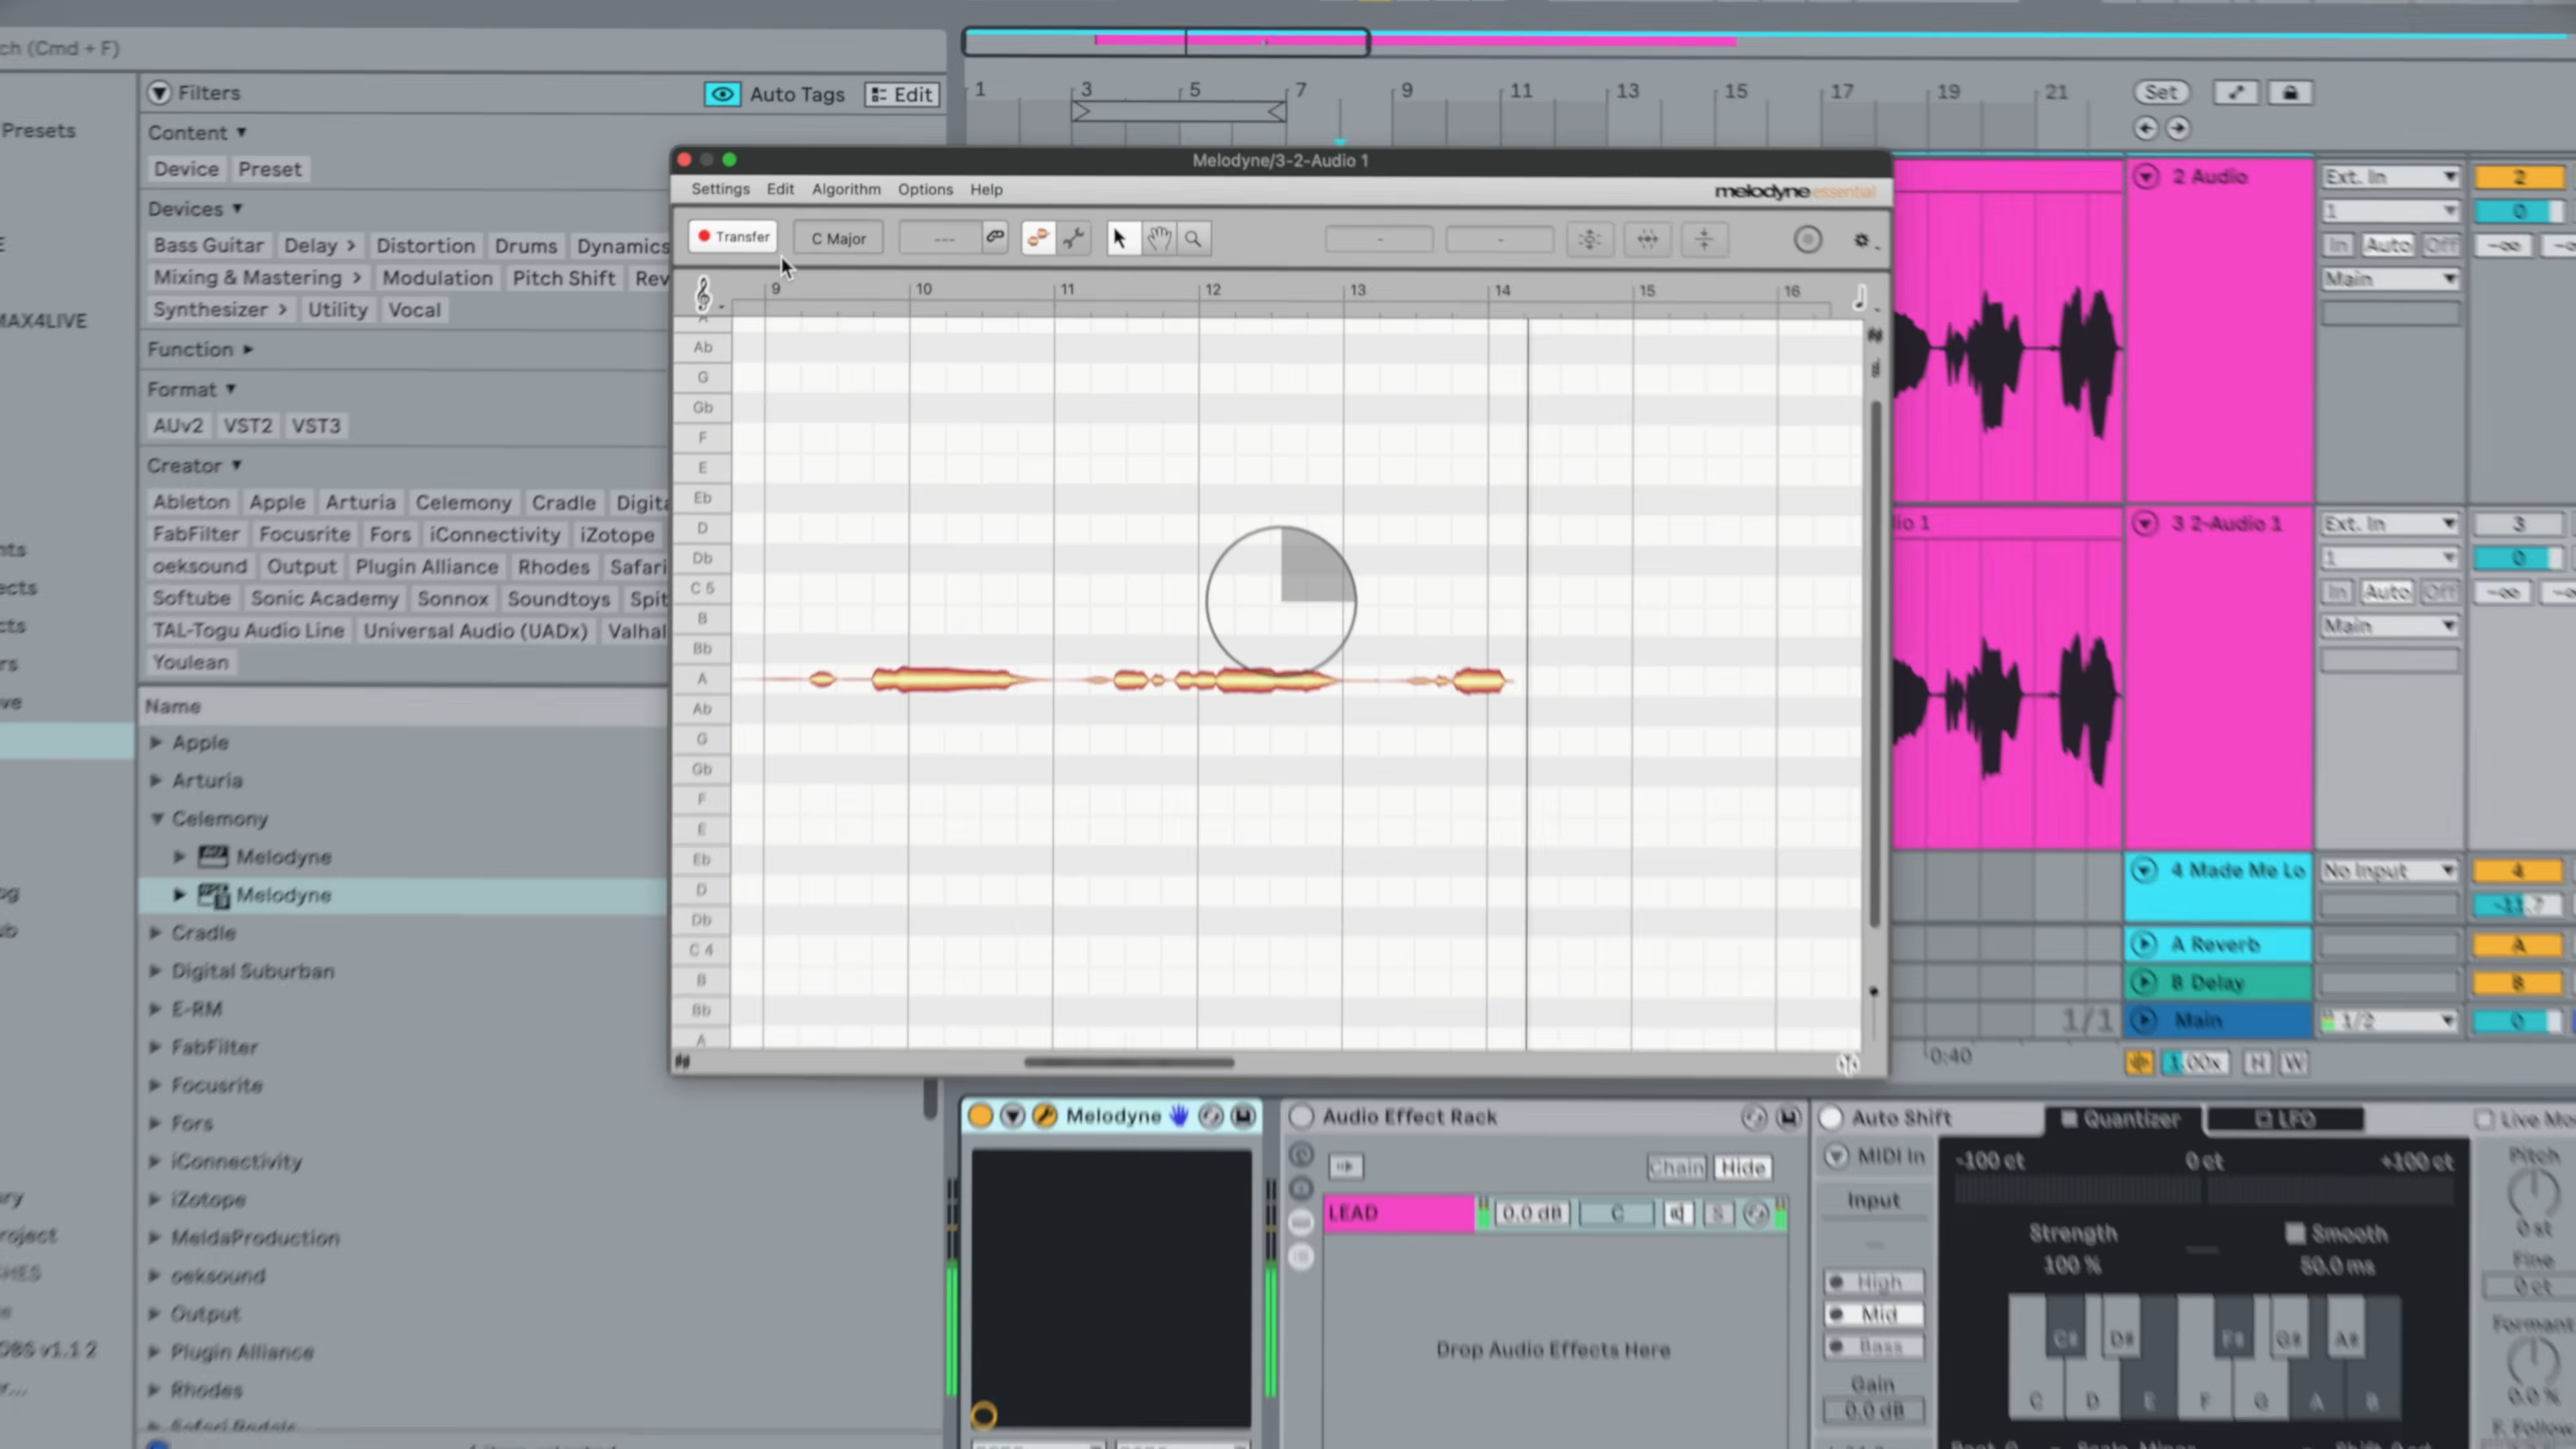 ch (Cmd + F)
Filters
Auto Tags
Edit
Presets
Content
Device Preset
Devices
Bass Guitar Delay > Distortion Drums Dynamics
Mixing & Mastering > Modulation Pitch Shift Rev
Synthesizer > Utility Vocal
MAX4LIVE
Function
Format
AUv2 VST2 VST3
Creator
Ableton Apple Arturia Celemony Cradle Digita
FabFilter Focusrite Fors iConnectivity iZotope
oeksound Output Plugin Alliance Rhodes Safari
Softube Sonic Academy Sonnox Soundtoys Spit
TAL-Togu Audio Line Universal Audio (UADx) Valhal
Youlean
Name
Apple
Arturia
Celemony
Melodyne
Melodyne
Cradle
Digital Suburban
E-RM
FabFilter
Focusrite
Fors
iConnectivity
iZotope
MeldaProduction
oeksound
Output
Plugin Alliance
Rhodes
nts
ects
cts
rs
ve
og
ub
ary
roject
v1.1 2
1 3 5 7 9 11 13 15 17 19 21
Set
Melodyne/3-2-Audio 1
Settings Edit Algorithm Options Help
melodyne essential
Transfer C Major --- - -
9 10 11 12 13 14 15 16
A
Ab
G
Gb
F
E
Eb
D
Db
C 5
B
Bb
A
Ab
G
Gb
F
E
Eb
D
Db
C 4
B
Bb
A
2 Audio
Ext. In
2
1
0
In Auto Off
-∞
Main
io 1
3 2-Audio 1
Ext. In
3
1
0
In Auto Off
-∞
Main
4 Made Me Lo
No Input
4
-11.7
A Reverb
A
B Delay
B
1/1
Main
1/2
0
0:40
1.00x
H W
Melodyne
Audio Effect Rack
Chain Hide
LEAD 0.0 dB C S
Drop Audio Effects Here
Auto Shift
Quantizer
LFO
Live Mo
MIDI In
-100 ct 0 ct +100 ct
Pitch
0 st
Input
Strength
100 %
Smooth
50.0 ms
Fine
0 ct
High
Mid
Bass
Gain
0.0 dB
C# D# F# G# A#
C D E F G A B
Formant
0.0 %